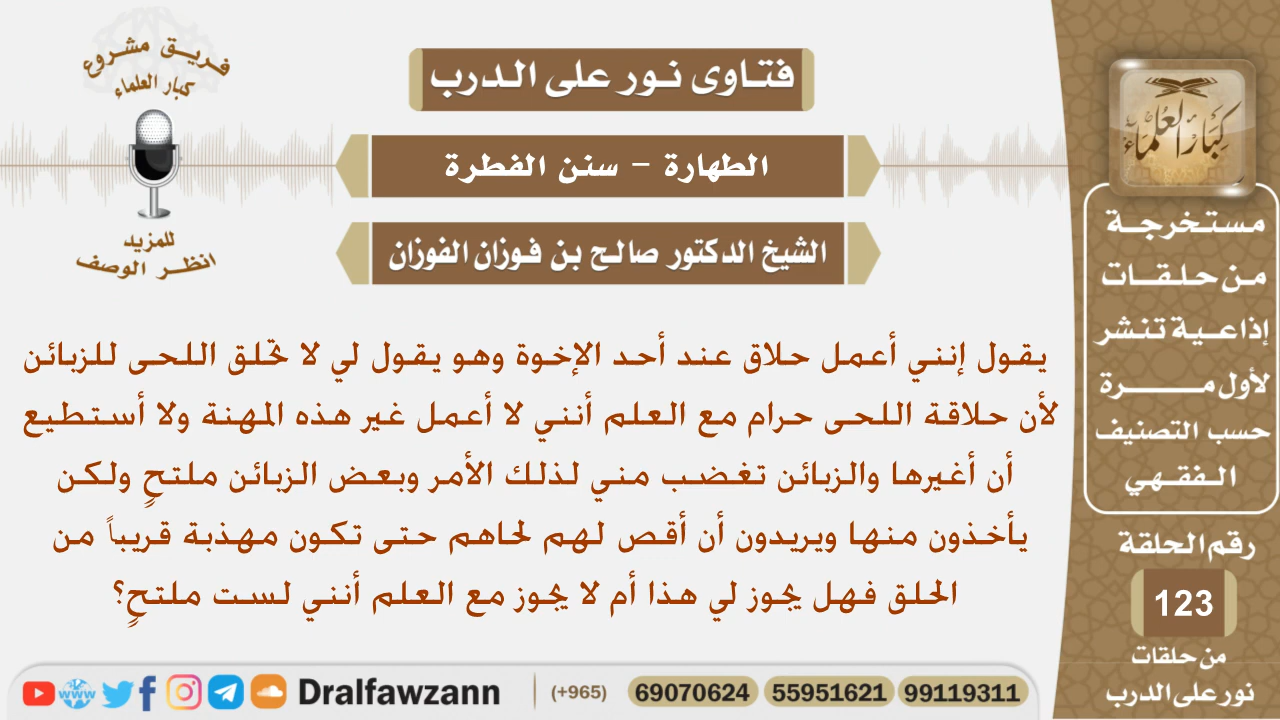 فريق مشروع
كبار العلماء
للمزيد
انظر الوصف
فتاوى نور على الدرب
الطهارة - سنن الفطرة
الشيخ الدكتور صالح بن فوزان الفوزان
يقول إنني أعمل حلاق عند أحد الإخوة وهو يقول لي لا تحلق اللحى للزبائن
لأن حلاقة اللحى حرام مع العلم أنني لا أعمل غير هذه المهنة ولا أستطيع
أن أغيرها والزبائن تغضب مني لذلك الأمر وبعض الزبائن ملتحٍ ولكن
يأخذون منها ويريدون أن أقص لهم لحاهم حتى تكون مهذبة قريباً من
الحلق فهل يجوز لي هذا أم لا يجوز مع العلم أنني لست ملتحٍ؟
كبار العلماء
مستخرجة
من حلقات
إذاعية تنشر
لأول مرة
حسب التصنيف
الفقهي
رقم الحلقة
123
من حلقات
نور على الدرب
www Dralfawzann (+965) 69070624 55951621 99119311